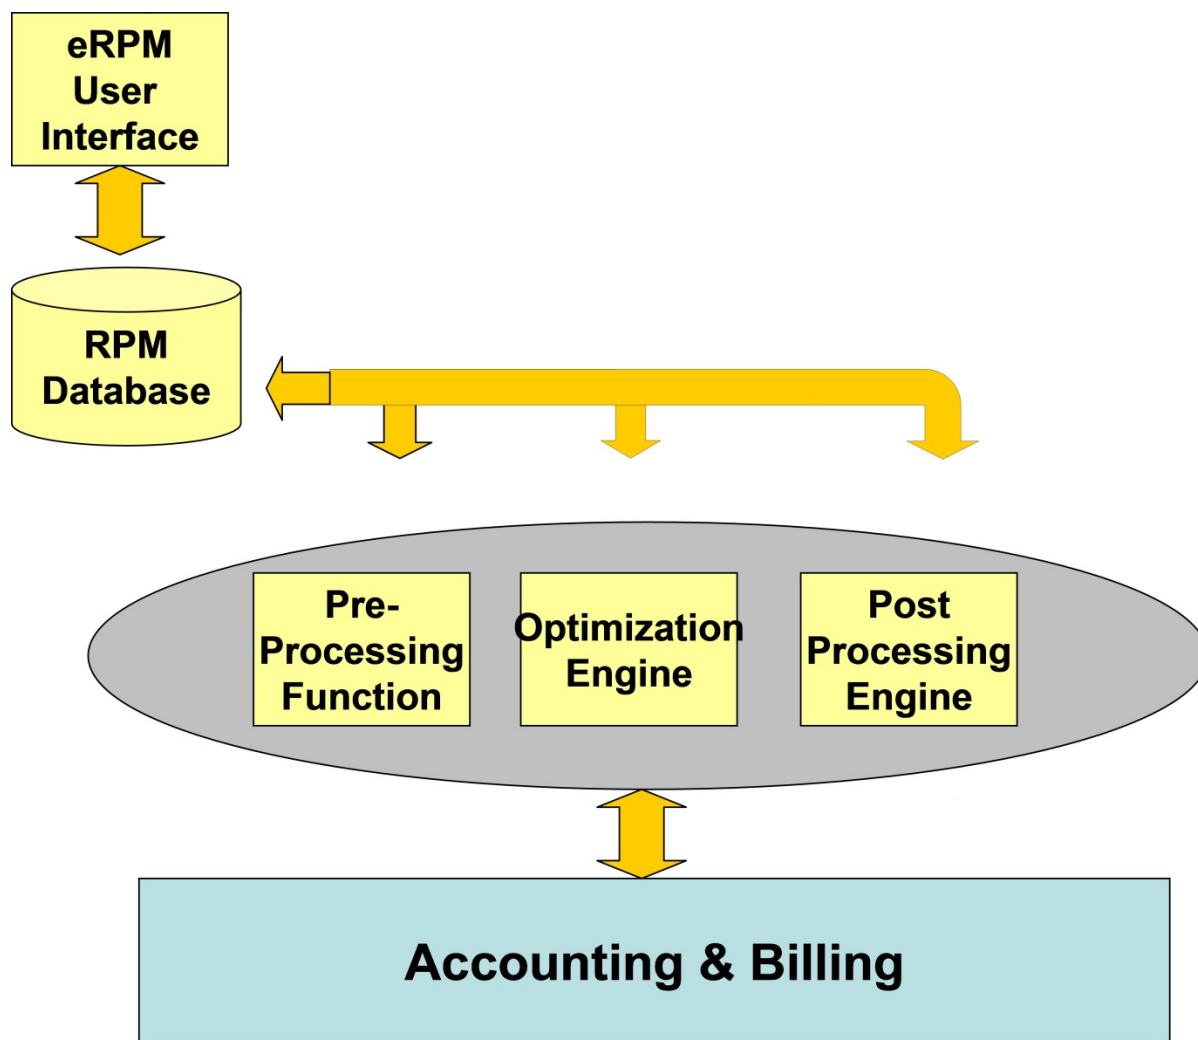 eRPM
User
Interface
RPM
Database
Pre-
Processing
Function
Optimization
Engine
Post
Processing
Engine
Accounting & Billing